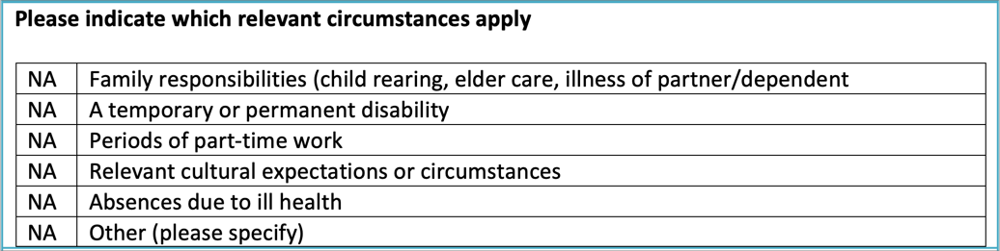 Please indicate which relevant circumstances apply
NA Family responsibilities (child rearing, elder care, illness of partner/dependent
NA A temporary or permanent disability
NA Periods of part-time work
NA Relevant cultural expectations or circumstances
NA Absences due to ill health
NA Other (please specify)